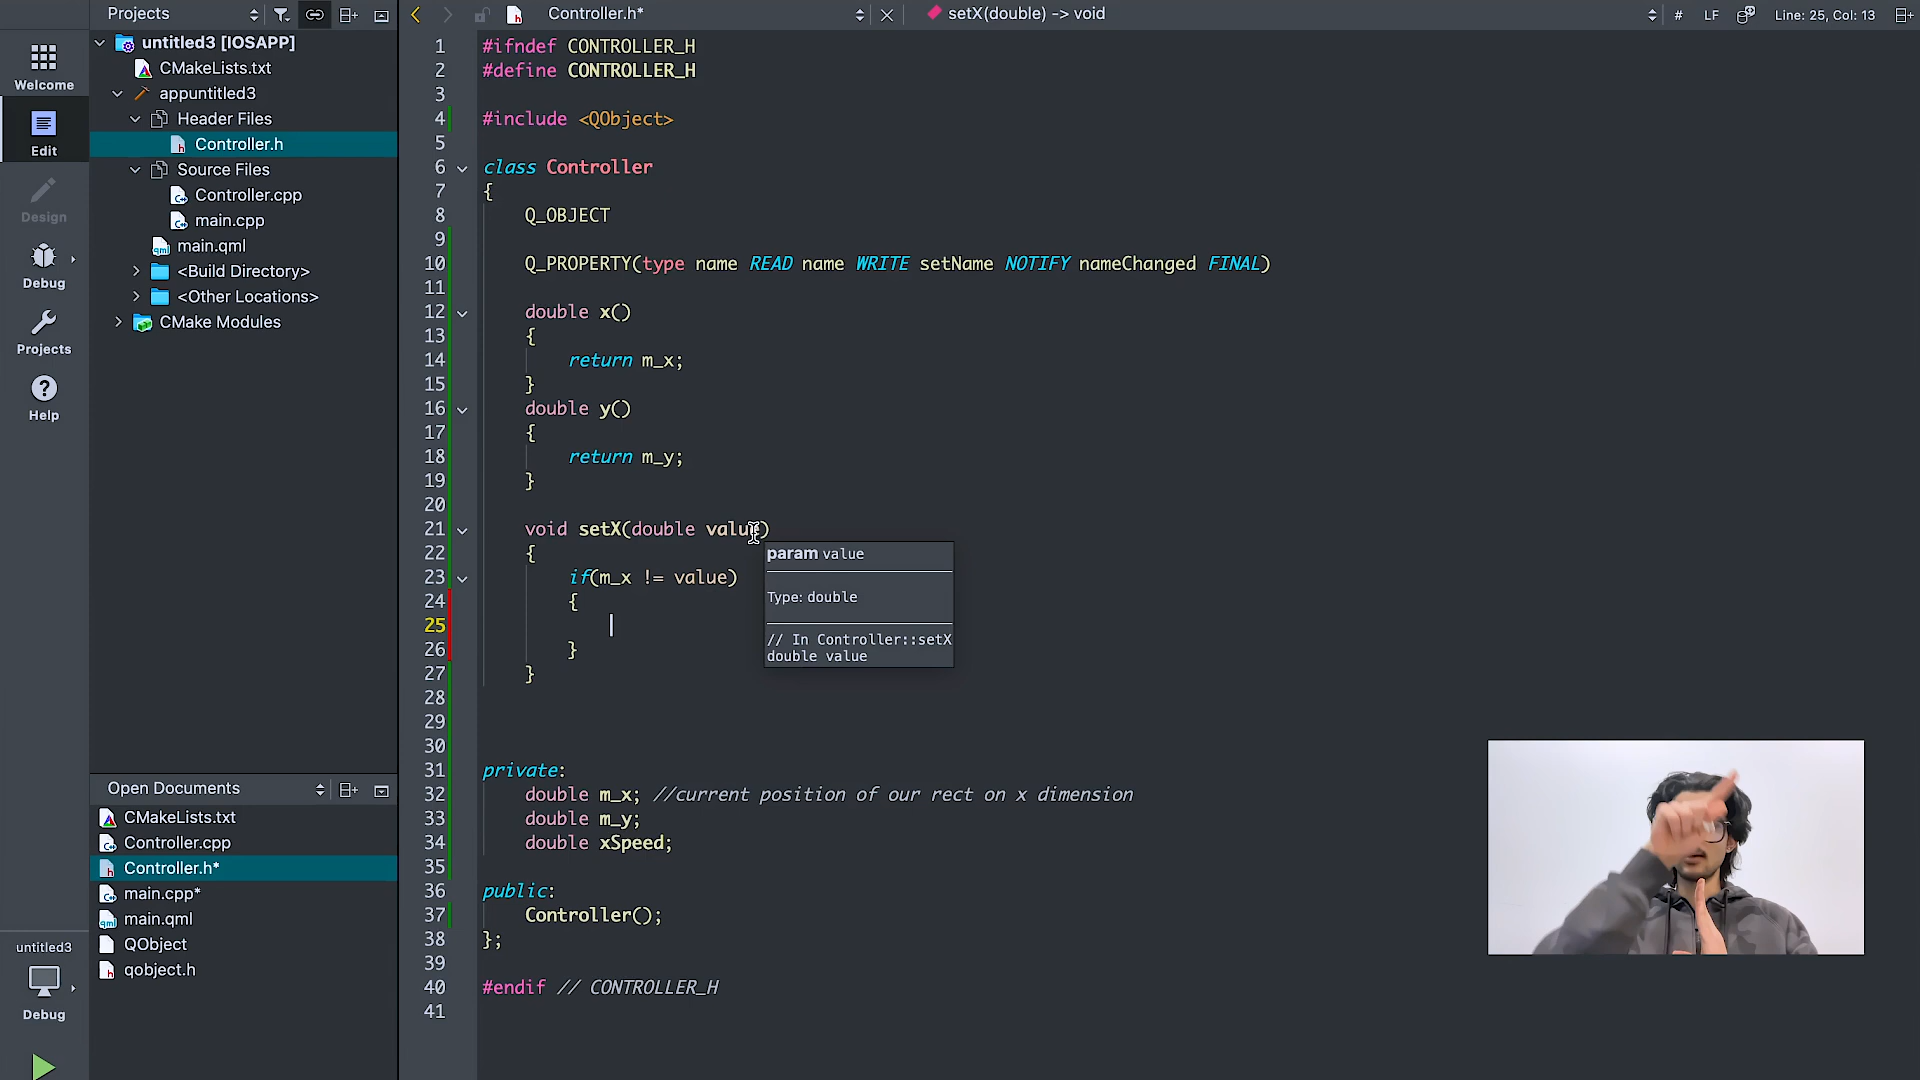 Projects
Controller.h*
setX(double) -> void
#
LF
Line: 25, Col: 13
Welcome
Edit
Design
Debug
Projects
Help
untitled3
Debug
untitled3 [IOSAPP]
CMakeLists.txt
appuntitled3
Header Files
Controller.h
Source Files
Controller.cpp
main.cpp
main.qml
<Build Directory>
<Other Locations>
CMake Modules
Open Documents
CMakeLists.txt
Controller.cpp
Controller.h*
main.cpp*
main.qml
QObject
qobject.h
1 #ifndef CONTROLLER_H
2 #define CONTROLLER_H
3
4 #include <QObject>
5
6 class Controller
7 {
8 Q_OBJECT
9
10 Q_PROPERTY(type name READ name WRITE setName NOTIFY nameChanged FINAL)
11
12 double x()
13 {
14 return m_x;
15 }
16 double y()
17 {
18 return m_y;
19 }
20
21 void setX(double value)
22 {
23 if(m_x != value)
24 {
25
26 }
27 }
28
29
30
31 private:
32 double m_x; //current position of our rect on x dimension
33 double m_y;
34 double xSpeed;
35
36 public:
37 Controller();
38 };
39
40 #endif // CONTROLLER_H
41
param value
Type: double
// In Controller::setX
double value